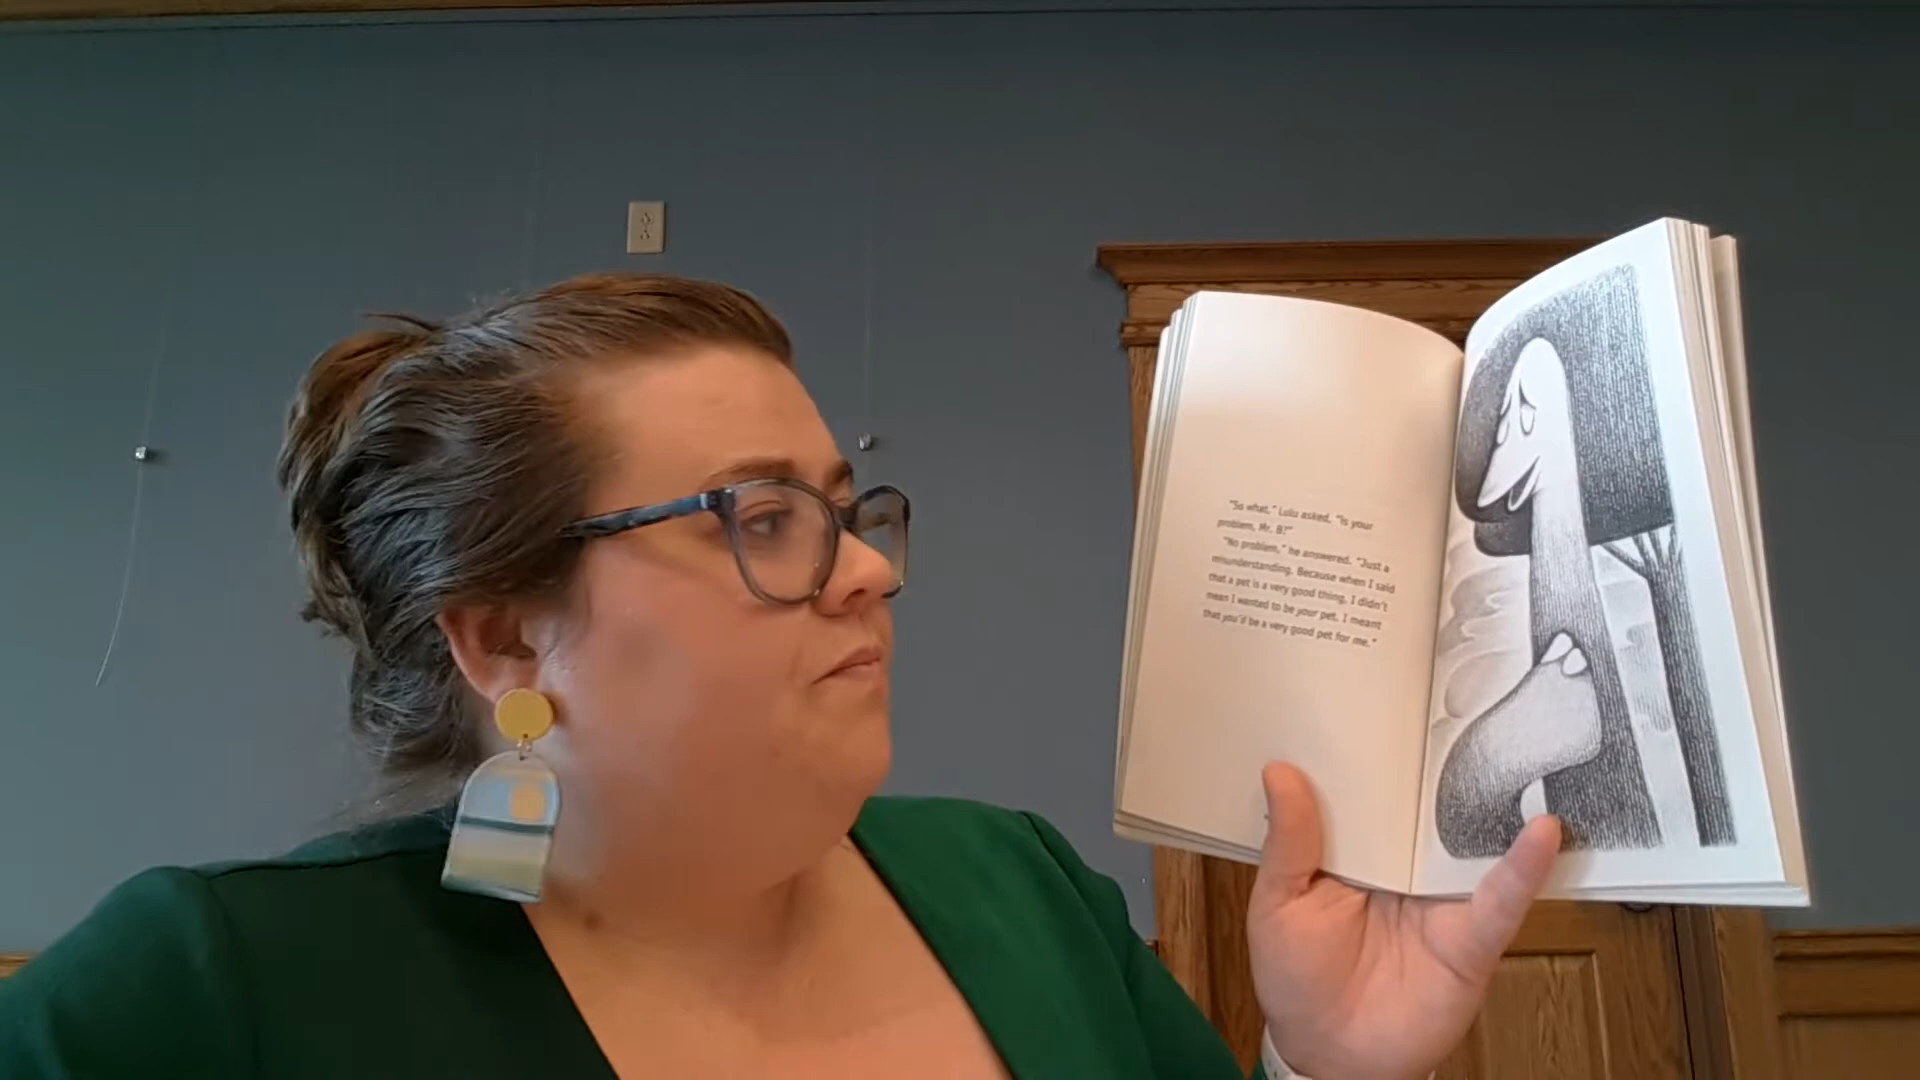 "So what," Lulu asked, "is your
problem, Mr. B?"
"No problem," he answered. "Just a
misunderstanding. Because when I said
that a pet is a very good thing, I didn't
mean I wanted to be your pet. I meant
that you'd be a very good pet for me."